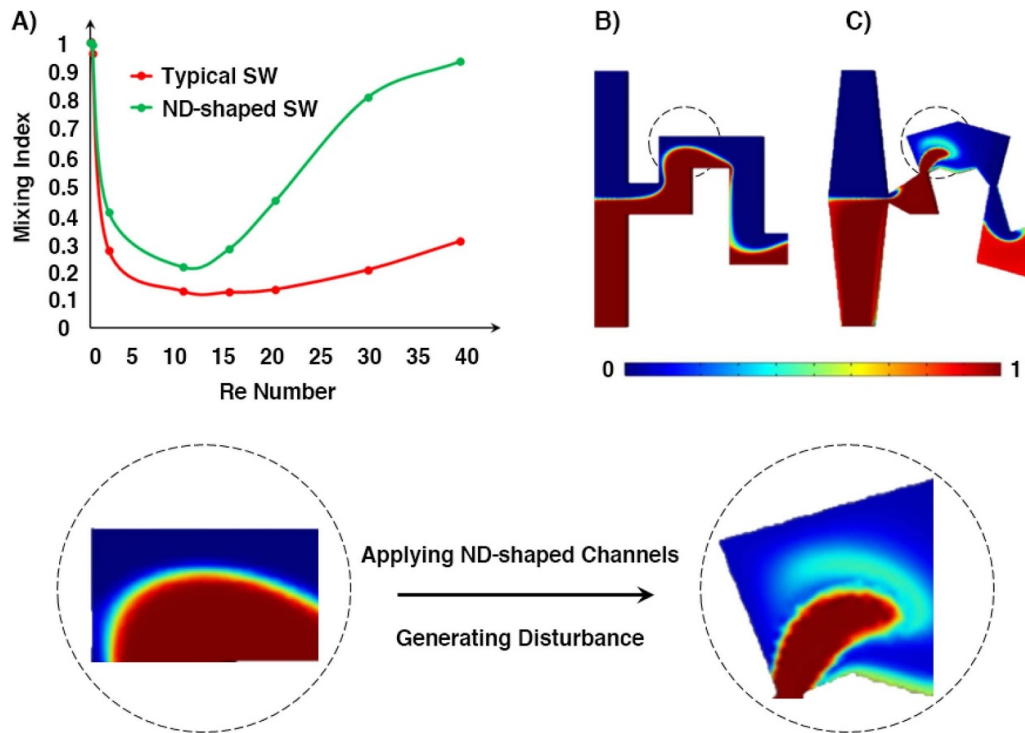 A)
B)
C)
1
0.9
0.8
0.7
0.6
0.5
0.4
0.3
0.2
0.1
0
Mixing Index
Typical SW
ND-shaped SW
0 5 10 15 20 25 30 35 40
Re Number
0 1
Applying ND-shaped Channels
Generating Disturbance